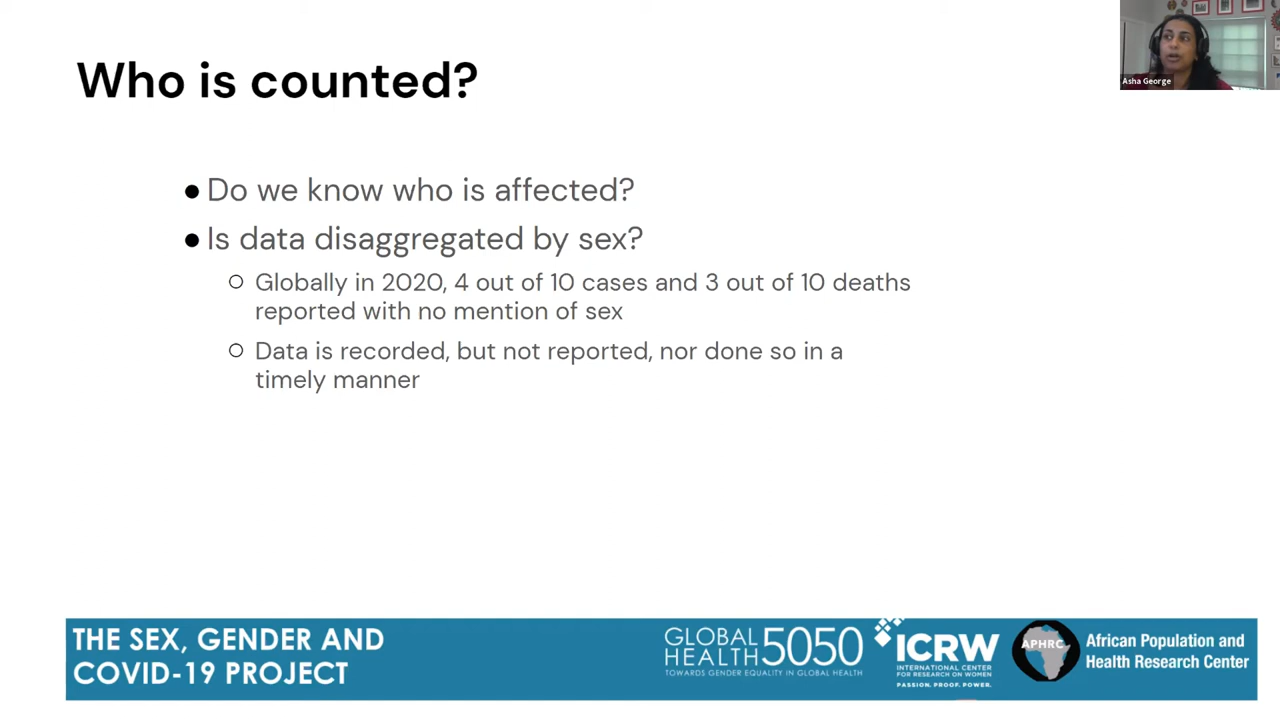 Who is counted?
Asha George
● Do we know who is affected?
● Is data disaggregated by sex?
○ Globally in 2020, 4 out of 10 cases and 3 out of 10 deaths
reported with no mention of sex
○ Data is recorded, but not reported, nor done so in a
timely manner
THE SEX, GENDER AND
COVID-19 PROJECT
GLOBAL
HEALTH 5050
TOWARDS GENDER EQUALITY IN GLOBAL HEALTH
ICRW
INTERNATIONAL CENTER
FOR RESEARCH ON WOMEN
PASSION. PROOF. POWER.
APHRC
African Population and
Health Research Center